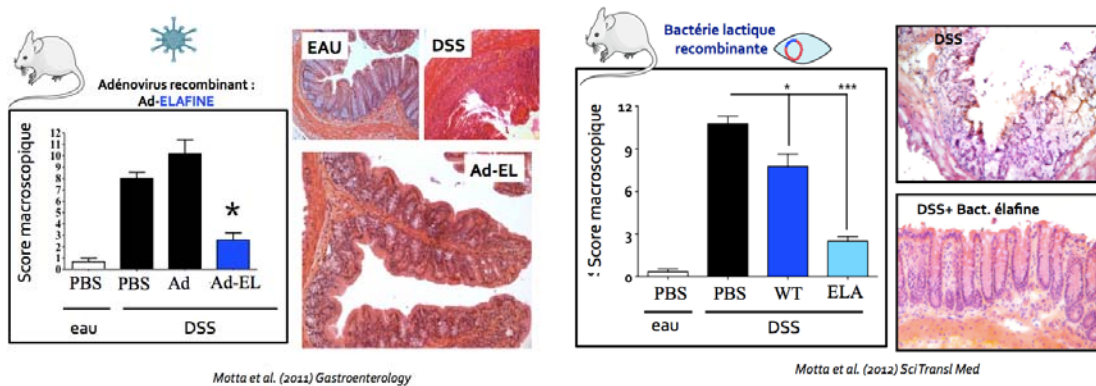 Adénovirus recombinant :
Ad-ELAFINE
Score macroscopique
12
11
10
9
8
7
6
5
4
3
2
1
0
*
PBS
PBS
Ad
Ad-EL
eau
DSS
EAU
DSS
Ad-EL
Motta et al. (2011) Gastroenterology
Bactérie lactique
recombinante
Score macroscopique
12
9
6
3
0
*
***
PBS
PBS
WT
ELA
eau
DSS
DSS
DSS+ Bact. élafine
Motta et al. (2012) Sci Transl Med